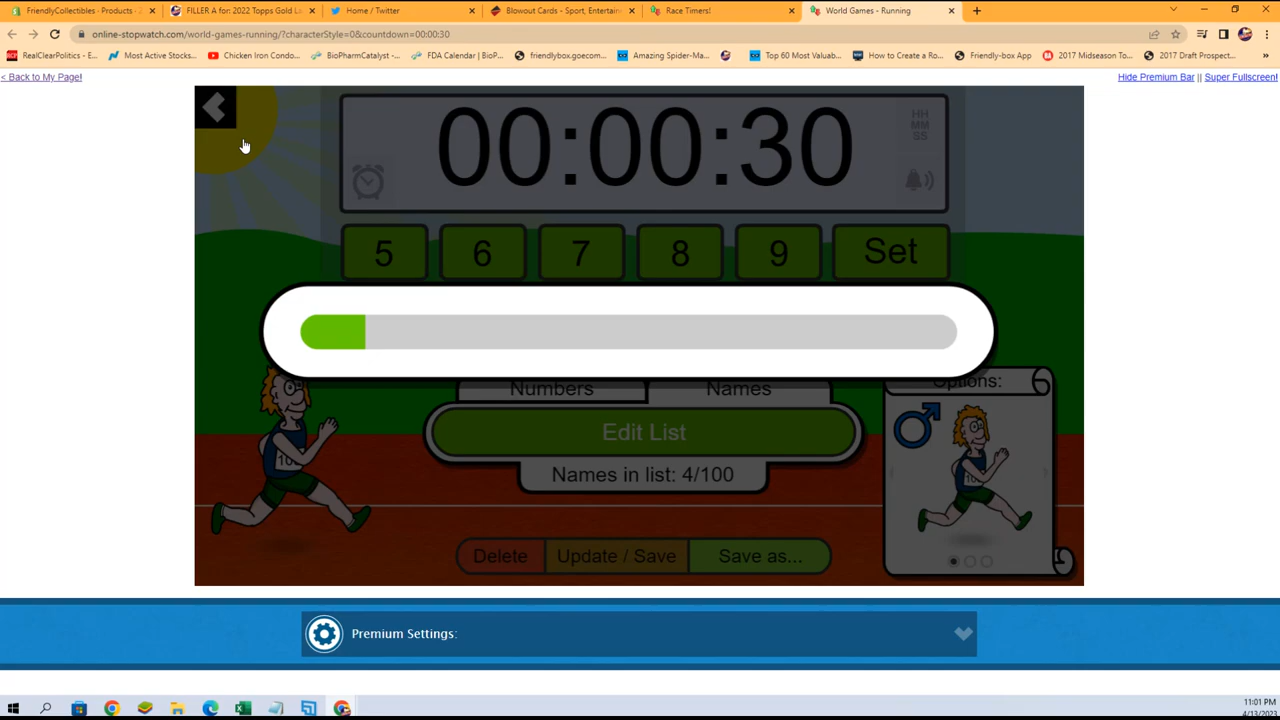 FriendlyCollectibles · Products ·
FILLER A for: 2022 Topps Gold L
Home / Twitter
Blowout Cards - Sport, Entertain
Race Timers!
World Games - Running
online-stopwatch.com/world-games-running/?characterStyle=0&countdown=00:00:30
RealClearPolitics - E...
Most Active Stocks...
Chicken Iron Condo...
BioPharmCatalyst -...
FDA Calendar | BioP...
friendlybox.goecom...
Amazing Spider-Ma...
Top 60 Most Valuab...
How to Create a Ro...
Friendly-box App
2017 Midseason To...
2017 Draft Prospect...
»
< Back to My Page!
Hide Premium Bar || Super Fullscreen!
00:00:30
HH
MM
SS
5 6 7 8 9 Set
Numbers Names
Options:
Edit List
Names in list: 4/100
Delete Update / Save Save as...
Premium Settings:
11:01 PM
4/13/2023